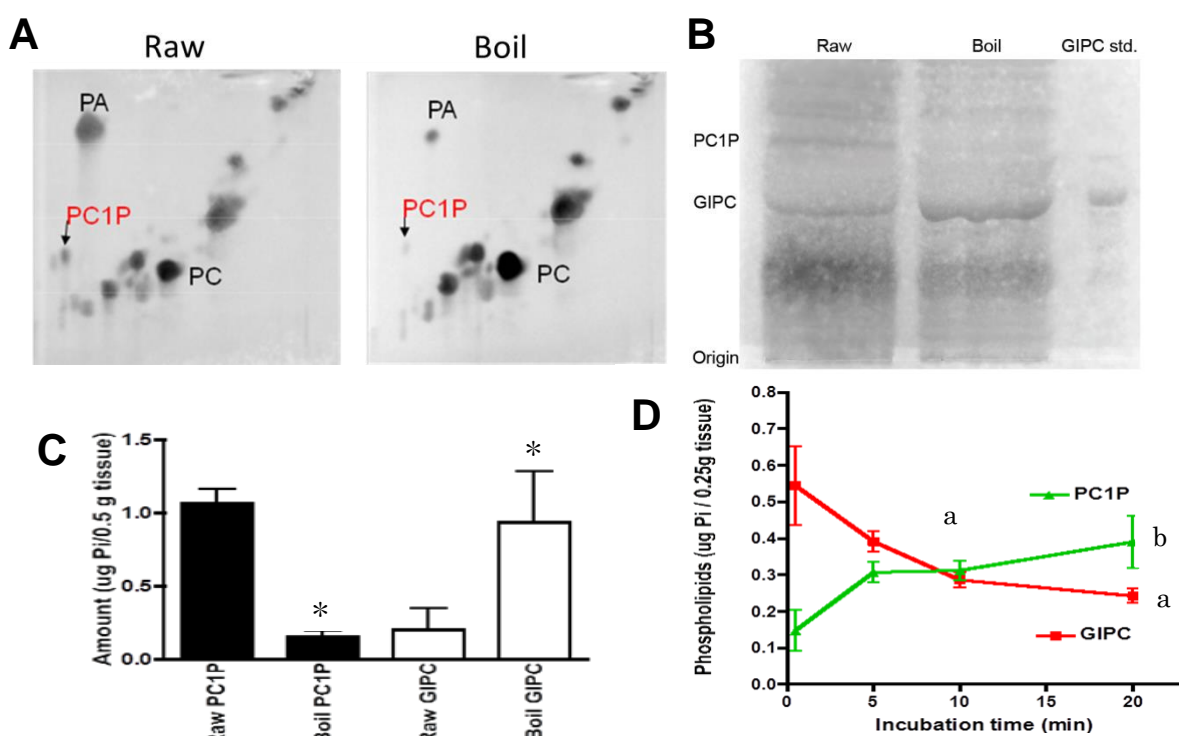 A
Raw
Boil
PA
PC1P
PC
PA
PC1P
PC
B
Raw
Boil
GIPC std.
PC1P
GIPC
Origin
C
Amount (ug Pi/0.5 g tissue)
1.5
1.0
0.5
0.0
*
*
Raw PC1P
Boil PC1P
Raw GIPC
Boil GIPC
D
Phospholipids (ug Pi / 0.25g tissue)
0.8
0.7
0.6
0.5
0.4
0.3
0.2
0.1
0.0
PC1P
a
b
a
GIPC
0
5
10
15
20
Incubation time (min)